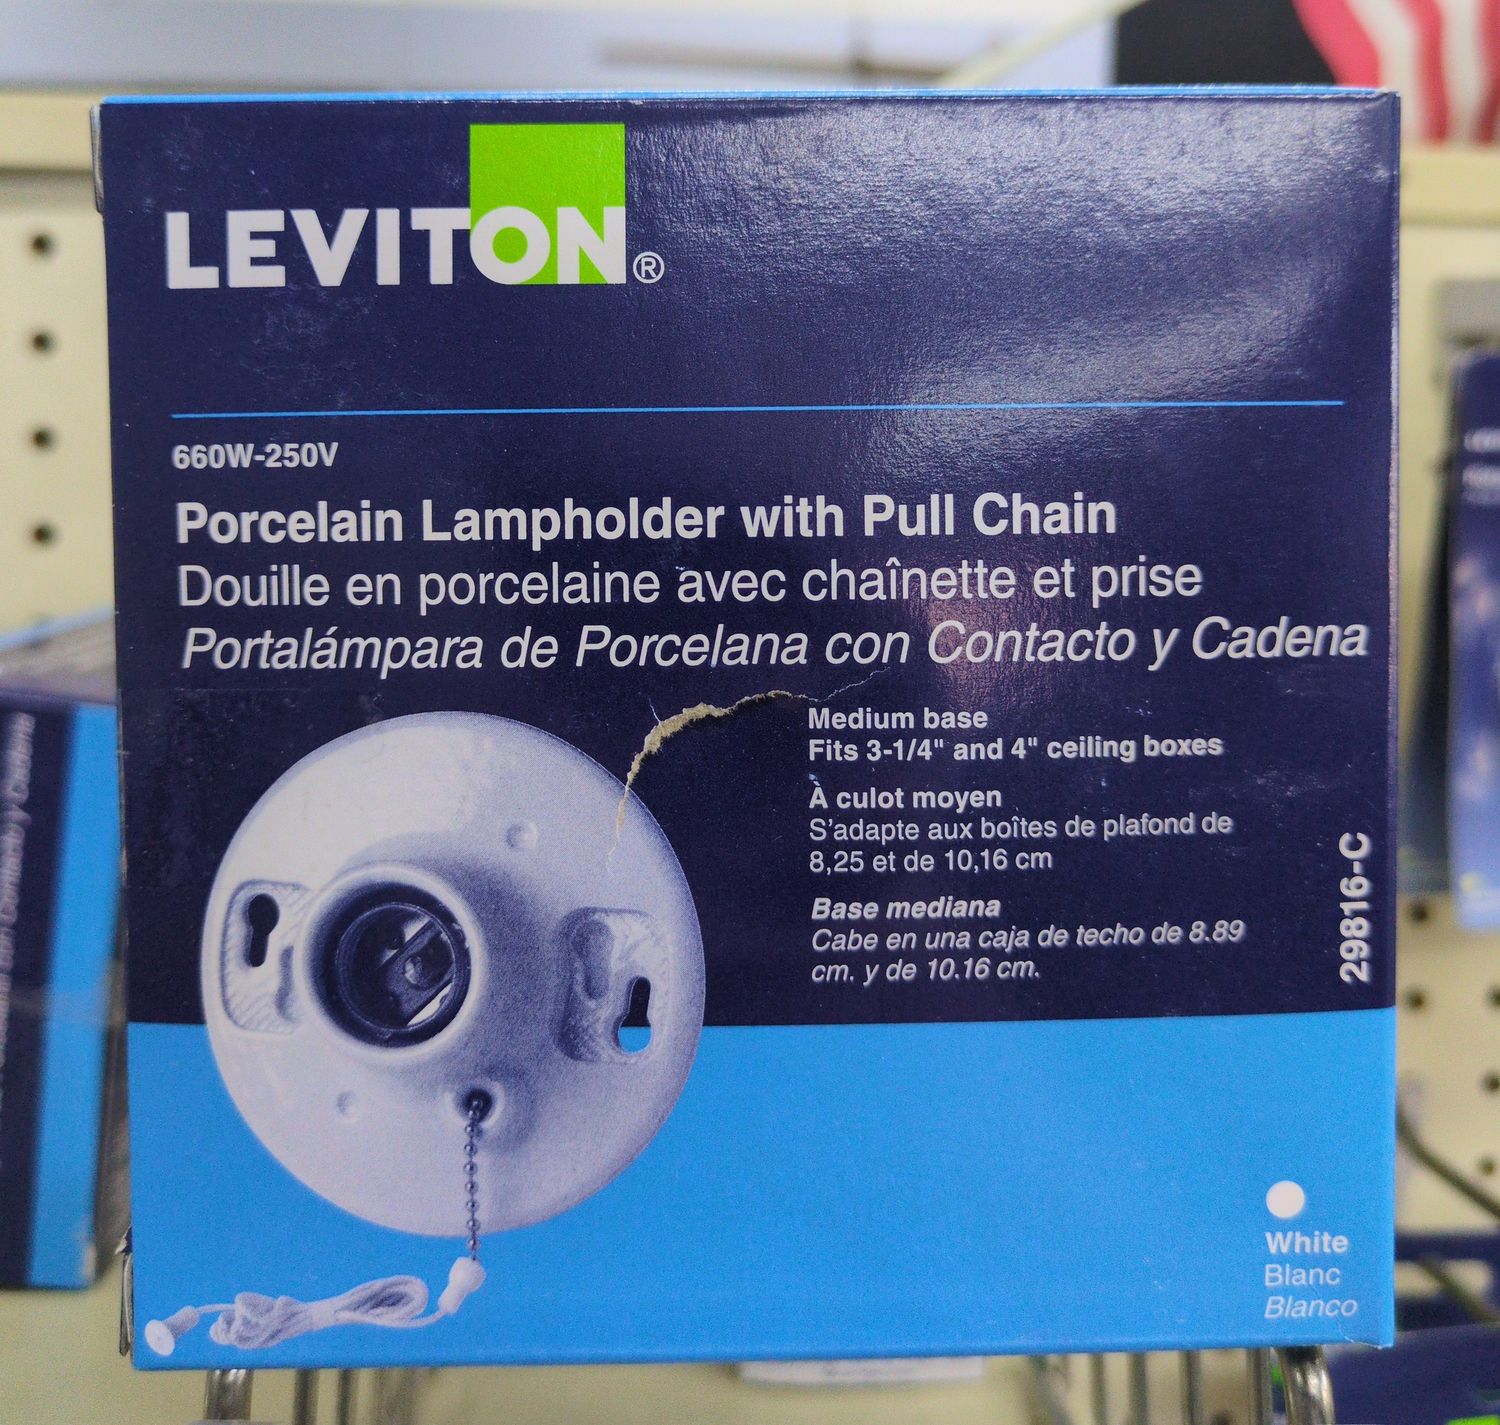 LEVITON®
660W-250V
Porcelain Lampholder with Pull Chain
Douille en porcelaine avec chaînette et prise
Portalámpara de Porcelana con Contacto y Cadena
Medium base
Fits 3-1/4" and 4" ceiling boxes
À culot moyen
S'adapte aux boîtes de plafond de
8,25 et de 10,16 cm
Base mediana
Cabe en una caja de techo de 8.89
cm. y de 10.16 cm.
29816-C
White
Blanc
Blanco